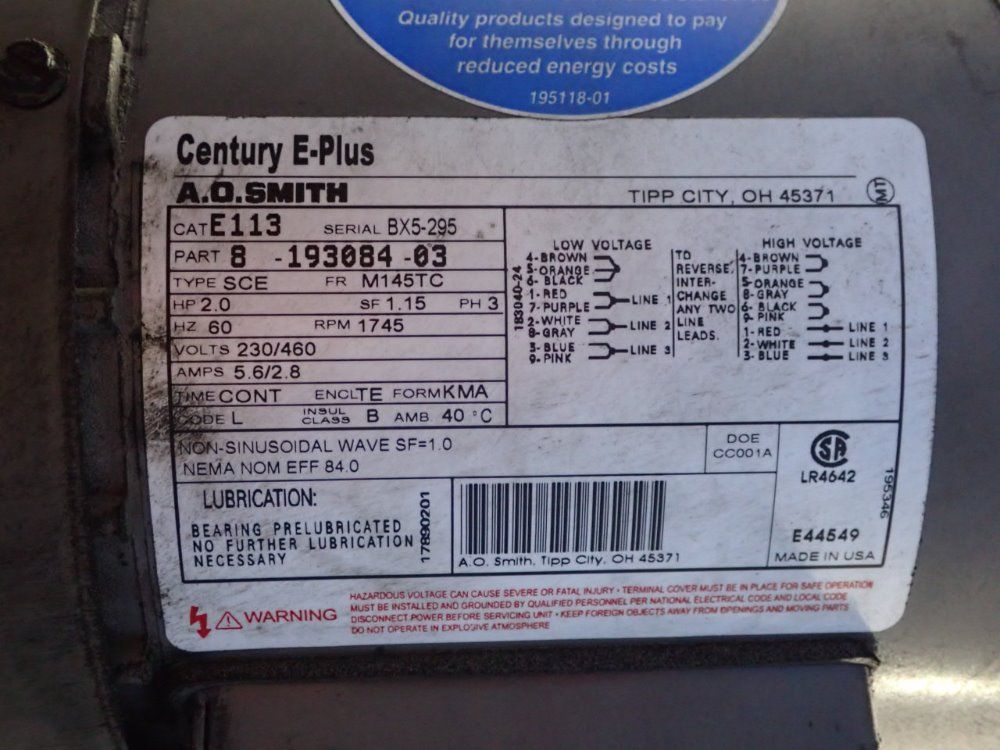 Quality products designed to pay
for themselves through
reduced energy costs
195118-01
Century E-Plus
A.O.SMITH
TIPP CITY, OH 45371
MT
CAT E113 SERIAL BX5-295
PART 8 -193084 -03
TYPE SCE FR M145TC
HP 2.0 SF 1.15 PH 3
HZ 60 RPM 1745
VOLTS 230/460
AMPS 5.6/2.8
TIME CONT ENCL TE FORM KMA
CODE L INSUL CLASS B AMB 40 °C
183040-24
LOW VOLTAGE
4-BROWN
5-ORANGE
6-BLACK
1-RED
7-PURPLE LINE 1
2-WHITE
8-GRAY LINE 2
3-BLUE
9-PINK LINE 3
TO
REVERSE,
INTER-
CHANGE
ANY TWO
LINE
LEADS.
HIGH VOLTAGE
4-BROWN
7-PURPLE
5-ORANGE
8-GRAY
6-BLACK
9-PINK
1-RED LINE 1
2-WHITE LINE 2
3-BLUE LINE 3
NON-SINUSOIDAL WAVE SF=1.0
NEMA NOM EFF 84.0
DOE
CC001A
SA
LR4642
195346
LUBRICATION:
BEARING PRELUBRICATED
NO FURTHER LUBRICATION
NECESSARY
17890201
A.O. Smith, Tipp City, OH 45371
E44549
MADE IN USA
WARNING
HAZARDOUS VOLTAGE CAN CAUSE SEVERE OR FATAL INJURY • TERMINAL COVER MUST BE IN PLACE FOR SAFE OPERATION
MUST BE INSTALLED AND GROUNDED BY QUALIFIED PERSONNEL PER NATIONAL ELECTRICAL CODE AND LOCAL CODE
DISCONNECT POWER BEFORE SERVICING UNIT • KEEP FOREIGN OBJECTS AWAY FROM OPENINGS AND MOVING PARTS
DO NOT OPERATE IN EXPLOSIVE ATMOSPHERE